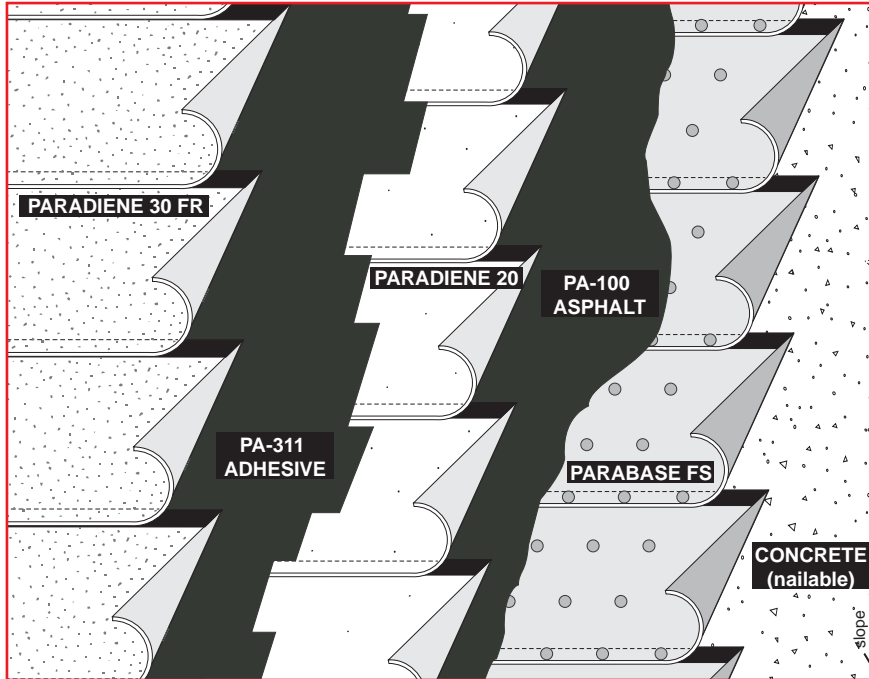 PARADIENE 30 FR
PARADIENE 20
PA-100
ASPHALT
PA-311
ADHESIVE
PARABASE FS
CONCRETE
(nailable)
slope